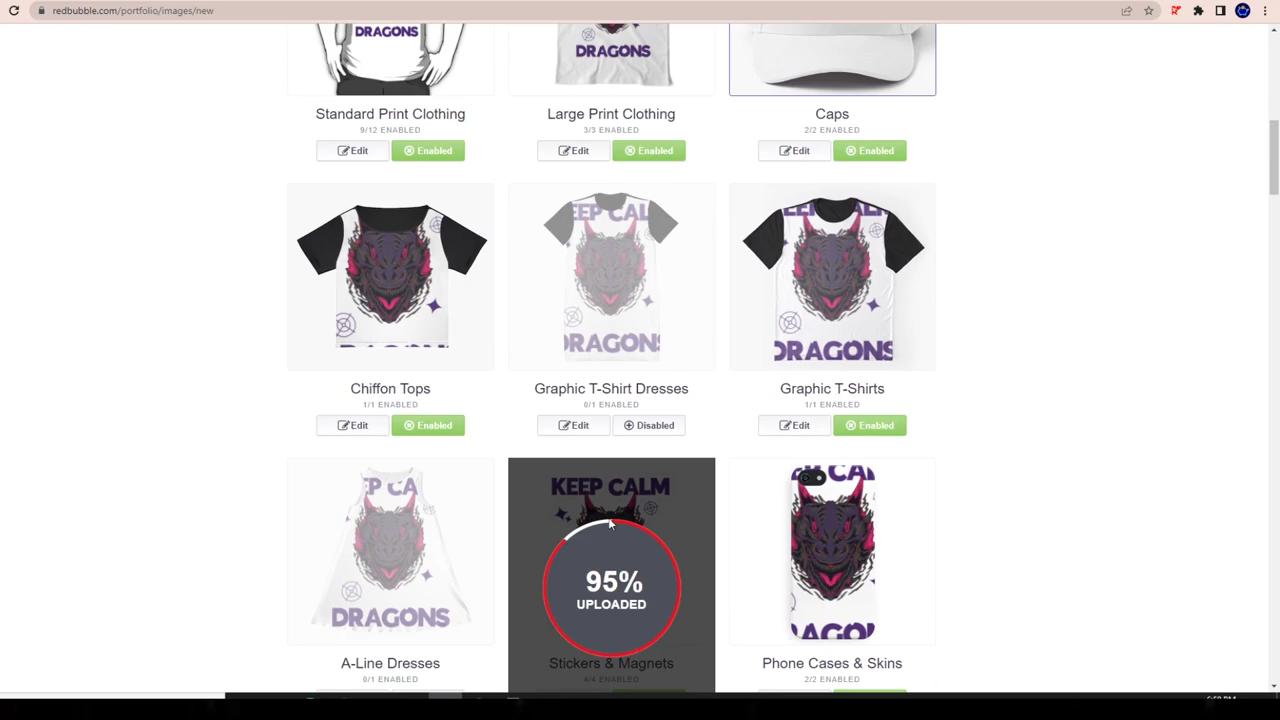 redbubble.com/portfolio/images/new
DRAGONS
DRAGONS
Standard Print Clothing
Large Print Clothing
Caps
9/12 ENABLED
3/3 ENABLED
2/2 ENABLED
Edit
Enabled
Edit
Enabled
Edit
Enabled
KEEP CAL
DRAGONS
DRAGONS
Chiffon Tops
Graphic T-Shirt Dresses
Graphic T-Shirts
1/1 ENABLED
0/1 ENABLED
1/1 ENABLED
Edit
Enabled
Edit
Disabled
Edit
Enabled
EP CA
KEEP CALM
DRAGONS
95%
UPLOADED
A-Line Dresses
Stickers & Magnets
Phone Cases & Skins
0/1 ENABLED
4/4 ENABLED
2/2 ENABLED